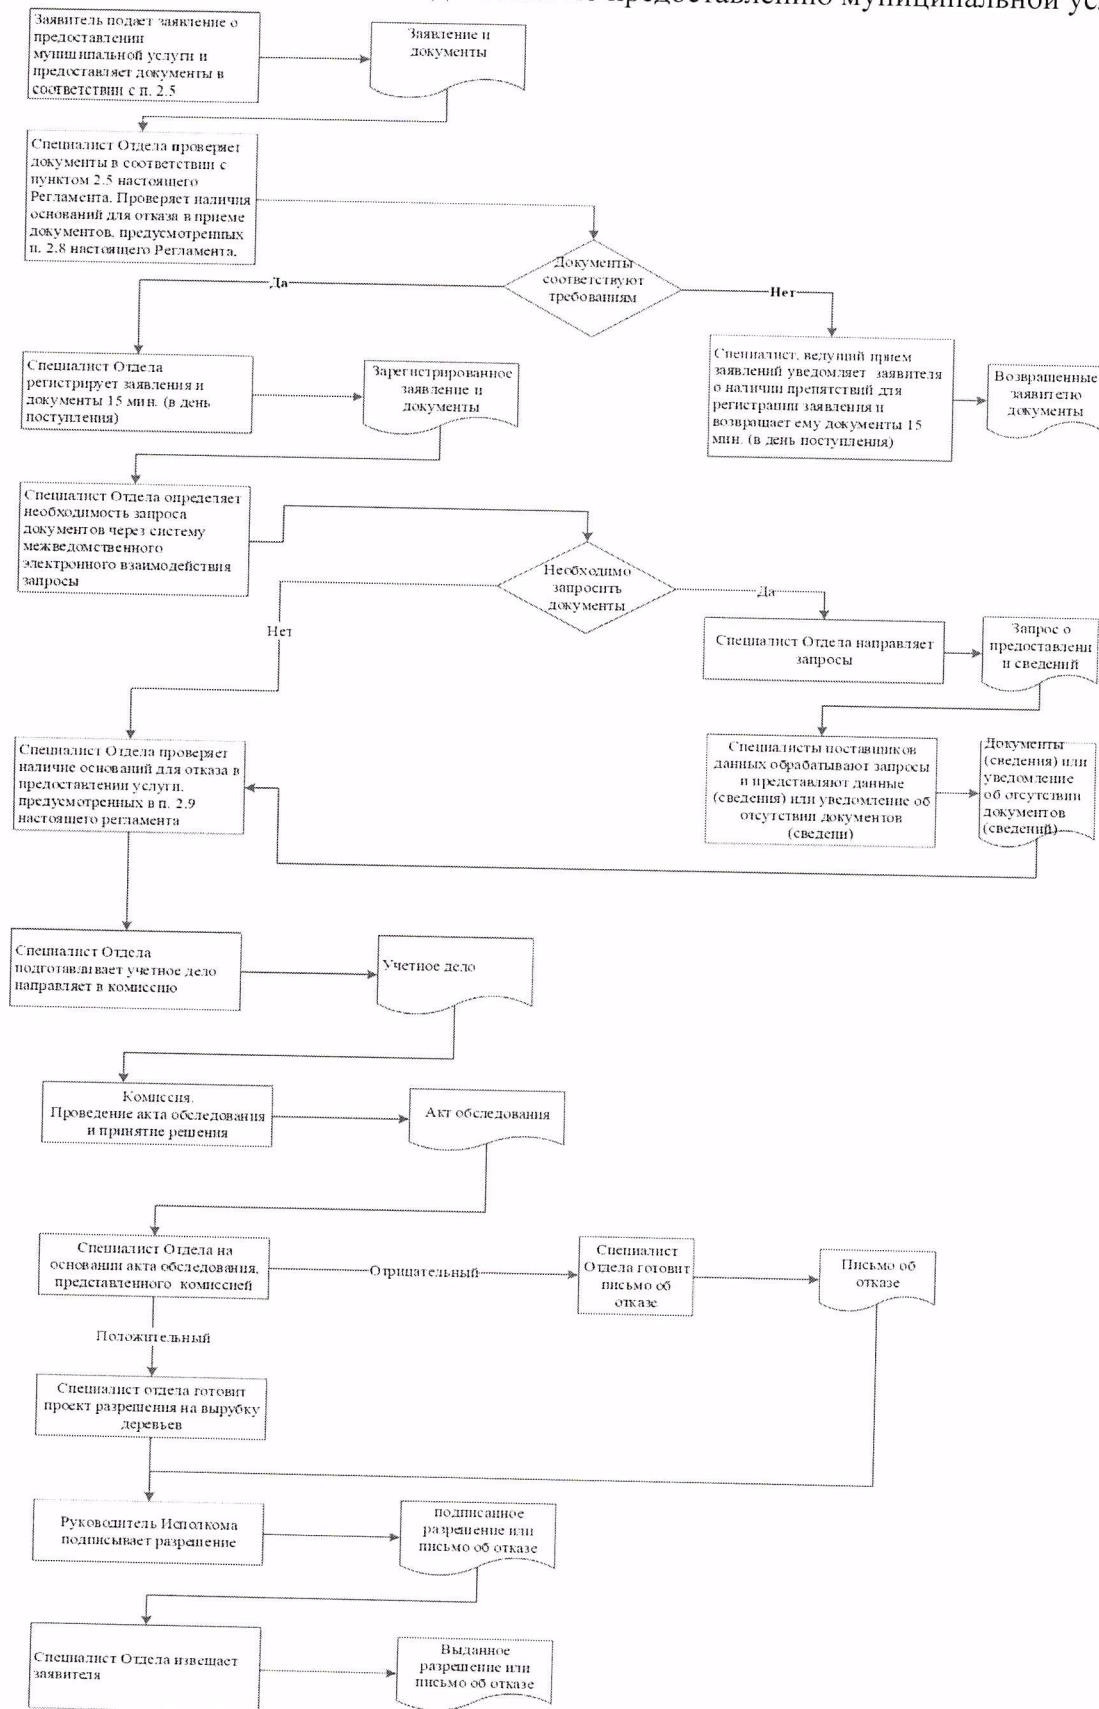 предоставлению муниципальной усл
Заявитель подает заявление о
предоставлении
муниципальной услуги и
предоставляет документы в
соответствии с п. 2.5
Заявление и
документы
Специалист Отдела проверяет
документы в соответствии с
пунктом 2.5 настоящего
Регламента. Проверяет наличия
оснований для отказа в приеме
документов, предусмотренных
п. 2.8 настоящего Регламента.
Документы
соответствуют
требованиям
Да
Нет
Специалист Отдела
регистрирует заявления и
документы 15 мин. (в день
поступления)
Зарегистрированное
заявление и
документы
Специалист, ведущий прием
заявлений уведомляет заявителя
о наличии препятствий для
регистрации заявления и
возвращает ему документы 15
мин. (в день поступления)
Возвращенные
заявителю
документы
Специалист Отдела определяет
необходимость запроса
документов через систему
межведомственного
электронного взаимодействия
запросы
Необходимо
запросить
документы
Да
Нет
Специалист Отдела направляет
запросы
Запрос о
предоставлени
и сведений
Специалист Отдела проверяет
наличие оснований для отказа в
предоставлении услуги,
предусмотренных в п. 2.9
настоящего регламента
Специалисты поставщиков
данных обрабатывают запросы
и представляют данные
(сведения) или уведомление об
отсутствии документов
(сведени)
Документы
(сведения) или
уведомление
об отсутствии
документов
(сведений)
Специалист Отдела
подготавливает учетное дело
направляет в комиссию
Учетное дело
Комиссия.
Проведение акта обследования
и принятие решения
Акт обследования
Специалист Отдела на
основании акта обследования,
представленного комиссией
Отрицательный
Специалист
Отдела готовит
письмо об
отказе
Письмо об
отказе
Положительный
Специалист отдела готовит
проект разрешения на вырубку
деревьев
Руководитель Исполкома
подписывает разрешение
подписанное
разрешение или
письмо об отказе
Специалист Отдела извещает
заявителя
Выданное
разрешение или
письмо об отказе